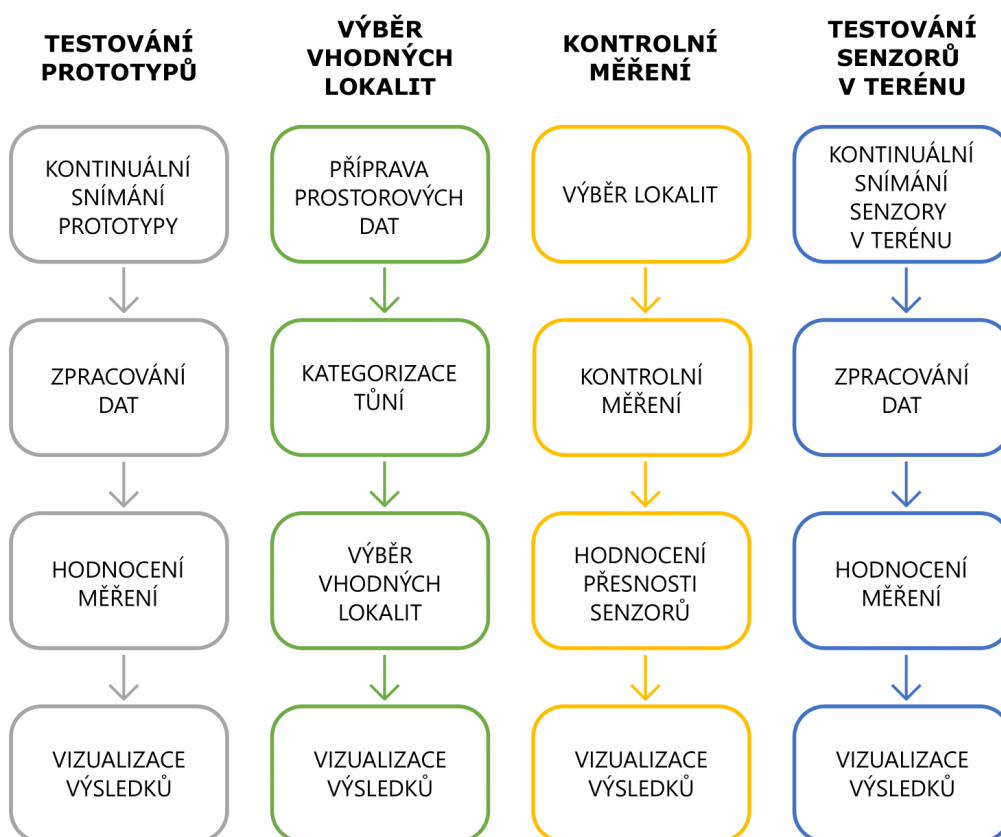 TESTOVÁNÍ
PROTOTYPŮ
KONTINUÁLNÍ
SNÍMÁNÍ
PROTOTYPY
ZPRACOVÁNÍ
DAT
HODNOCENÍ
MĚŘENÍ
VIZUALIZACE
VÝSLEDKŮ
VÝBĚR
VHODNÝCH
LOKALIT
PŘÍPRAVA
PROSTOROVÝCH
DAT
KATEGORIZACE
TŮNÍ
VÝBĚR
VHODNÝCH
LOKALIT
VIZUALIZACE
VÝSLEDKŮ
KONTROLNÍ
MĚŘENÍ
VÝBĚR LOKALIT
KONTROLNÍ
MĚŘENÍ
HODNOCENÍ
PŘESNOSTI
SENZORŮ
VIZUALIZACE
VÝSLEDKŮ
TESTOVÁNÍ
SENZORŮ
V TERÉNU
KONTINUÁLNÍ
SNÍMÁNÍ
SENZORY
V TERÉNU
ZPRACOVÁNÍ
DAT
HODNOCENÍ
MĚŘENÍ
VIZUALIZACE
VÝSLEDKŮ